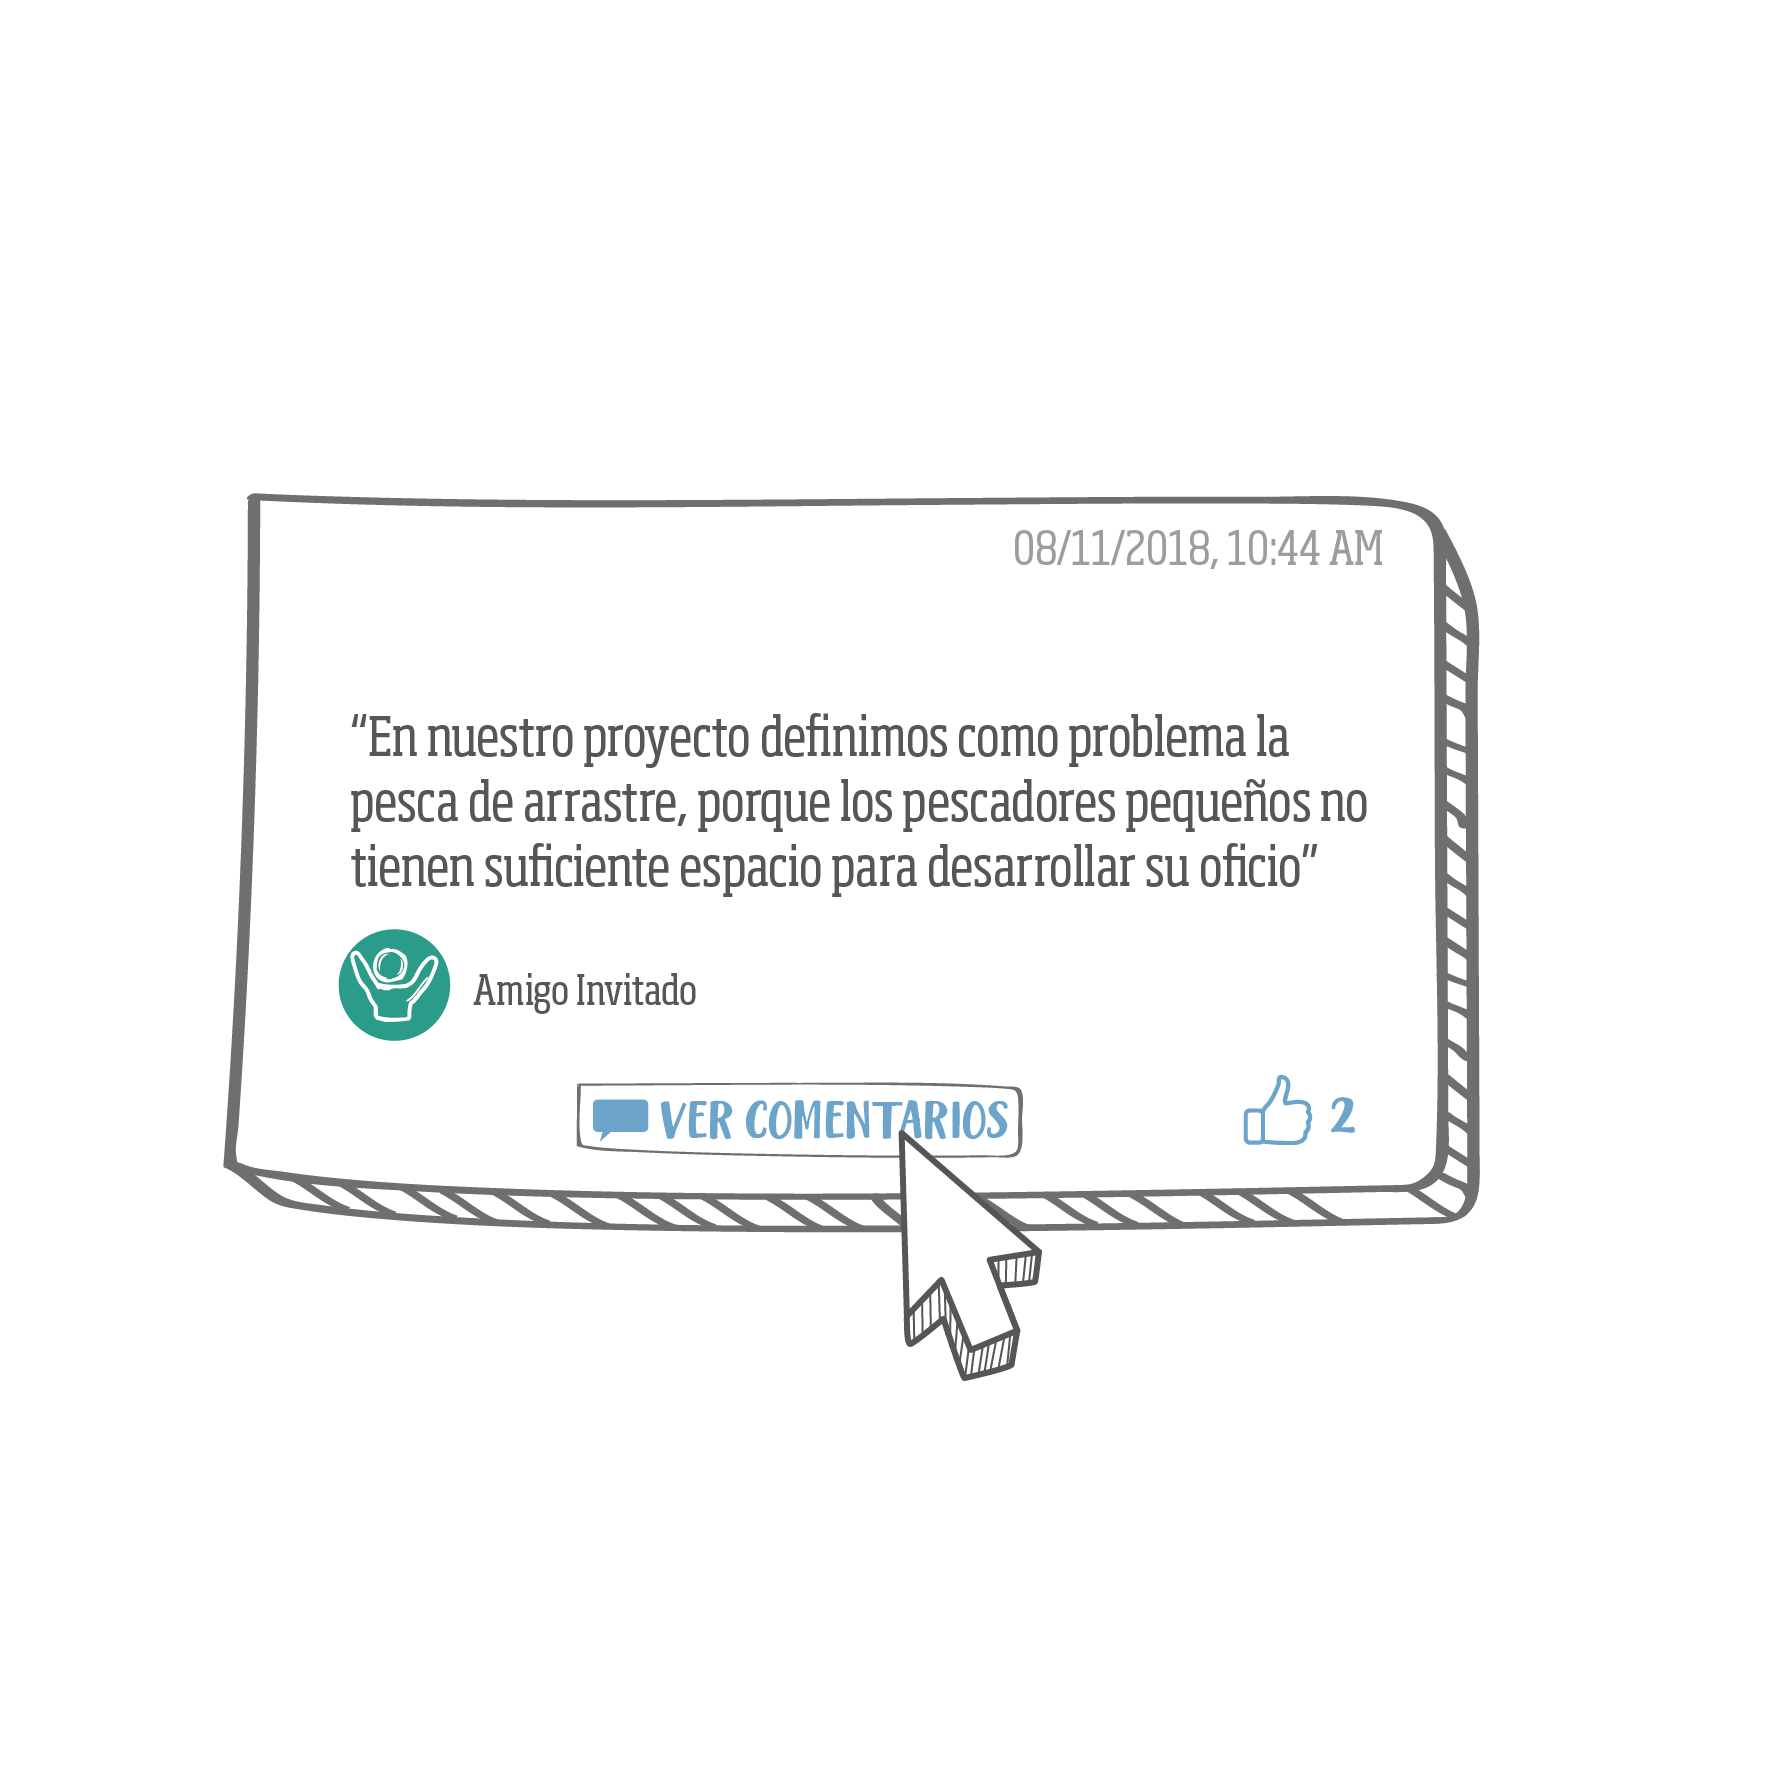 08/11/2018, 10:44 AM
“En nuestro proyecto definimos como problema la
pesca de arrastre, porque los pescadores pequeños no
tienen suficiente espacio para desarrollar su oficio”
Amigo Invitado
VER COMENTARIOS
2